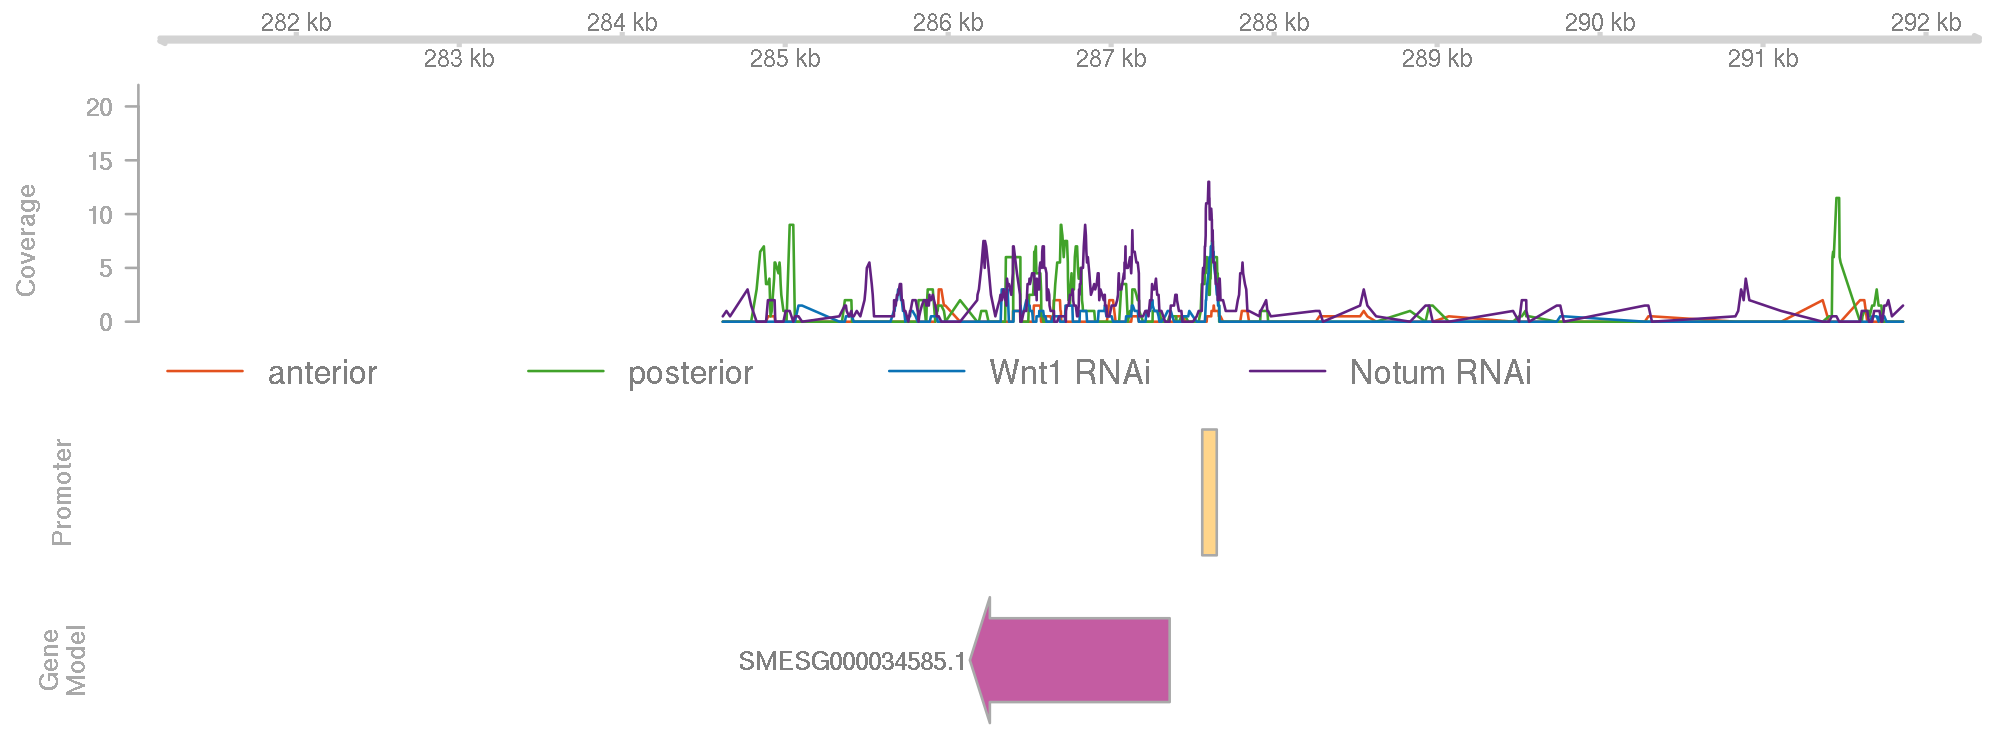 282 kb 284 kb 286 kb 288 kb 290 kb 292 kb
283 kb 285 kb 287 kb 289 kb 291 kb
Coverage
20
15
10
5
0
anterior posterior Wnt1 RNAi Notum RNAi
Promoter
Gene
Model
SMESG000034585.1